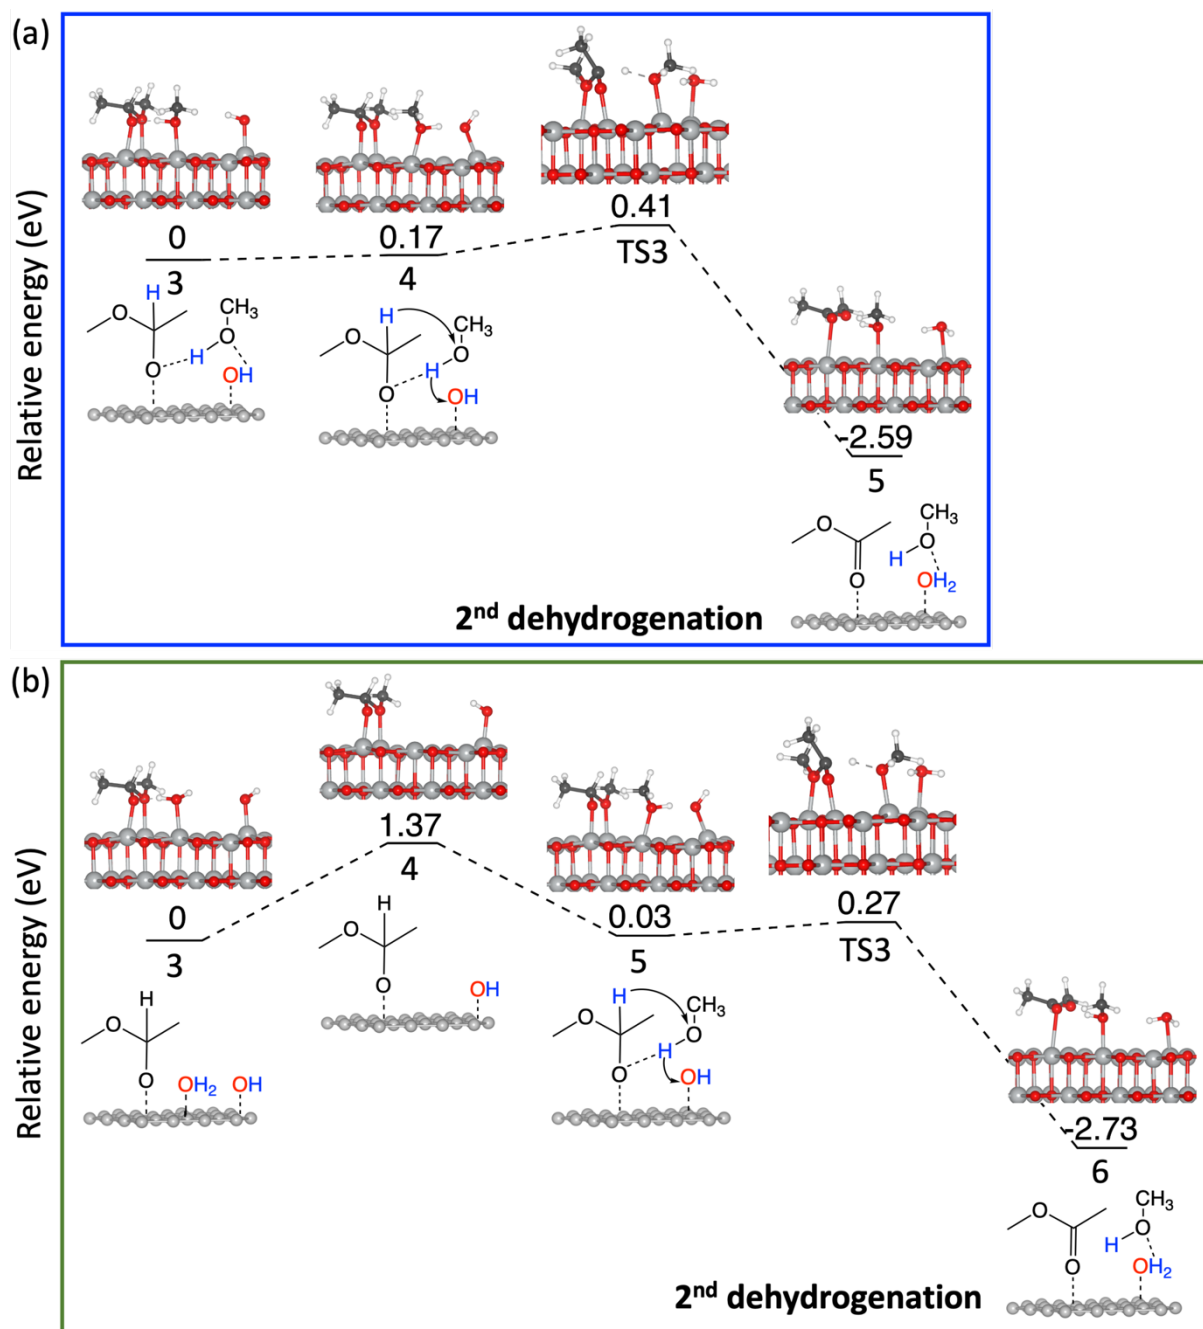 (a)
Relative energy (eV)
0
3
0.17
4
0.41
TS3
-2.59
5
H
O
CH3
O
H
O
OH
H
O
CH3
O
H
O
OH
O
CH3
O
H
O
OH2
2nd dehydrogenation
(b)
Relative energy (eV)
0
3
1.37
4
0.03
5
0.27
TS3
-2.73
6
H
O
O
OH2
OH
H
O
O
OH
H
O
CH3
O
H
O
OH
O
CH3
O
H
O
OH2
2nd dehydrogenation